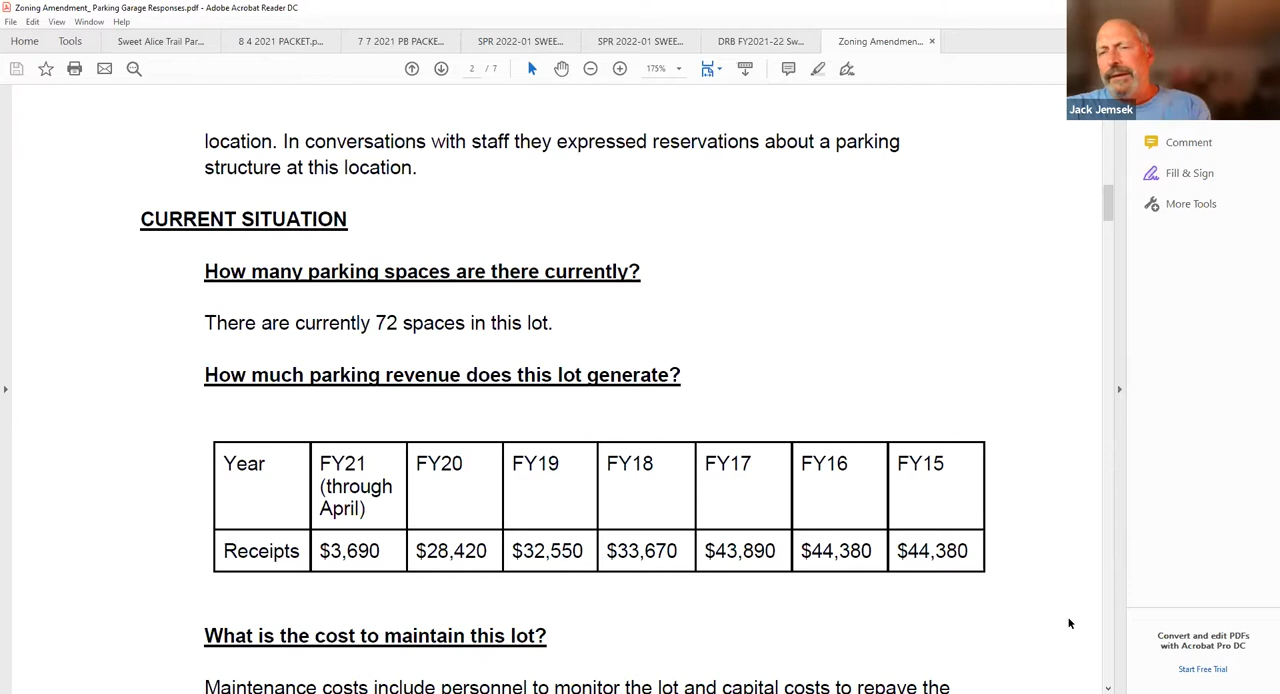 Zoning Amendment_ Parking Garage Responses.pdf - Adobe Acrobat Reader DC
File Edit View Window Help
Home Tools Sweet Alice Trail Par... 8 4 2021 PACKET.p... 7 7 2021 PB PACKE... SPR 2022-01 SWEE... SPR 2022-01 SWEE... DRB FY2021-22 Sw... Zoning Amendmen... ×
2 / 7 175%
Jack Jemsek
location. In conversations with staff they expressed reservations about a parking
structure at this location.
CURRENT SITUATION
How many parking spaces are there currently?
There are currently 72 spaces in this lot.
How much parking revenue does this lot generate?
Year FY21 (through April) FY20 FY19 FY18 FY17 FY16 FY15
Receipts $3,690 $28,420 $32,550 $33,670 $43,890 $44,380 $44,380
What is the cost to maintain this lot?
Maintenance costs include personnel to monitor the lot and capital costs to repave the
Comment
Fill & Sign
More Tools
Convert and edit PDFs
with Acrobat Pro DC
Start Free Trial